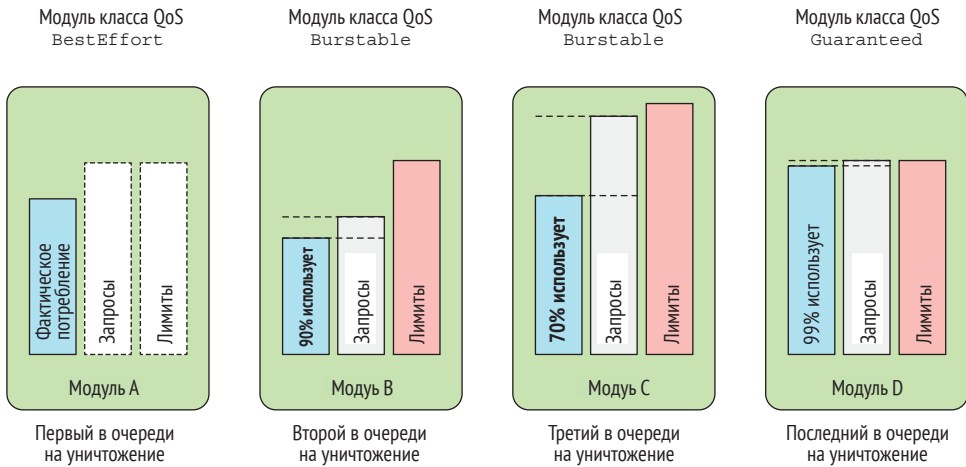 Модуль класса QoS
BestEffort
Фактическое
потребление
Запросы
Лимиты
Модуль A
Первый в очереди
на уничтожение
Модуль класса QoS
Burstable
90% использует
Запросы
Лимиты
Модуь B
Второй в очереди
на уничтожение
Модуль класса QoS
Burstable
70% использует
Запросы
Лимиты
Модуь C
Третий в очереди
на уничтожение
Модуль класса QoS
Guaranteed
99% использует
Запросы
Лимиты
Модуль D
Последний в очереди
на уничтожение